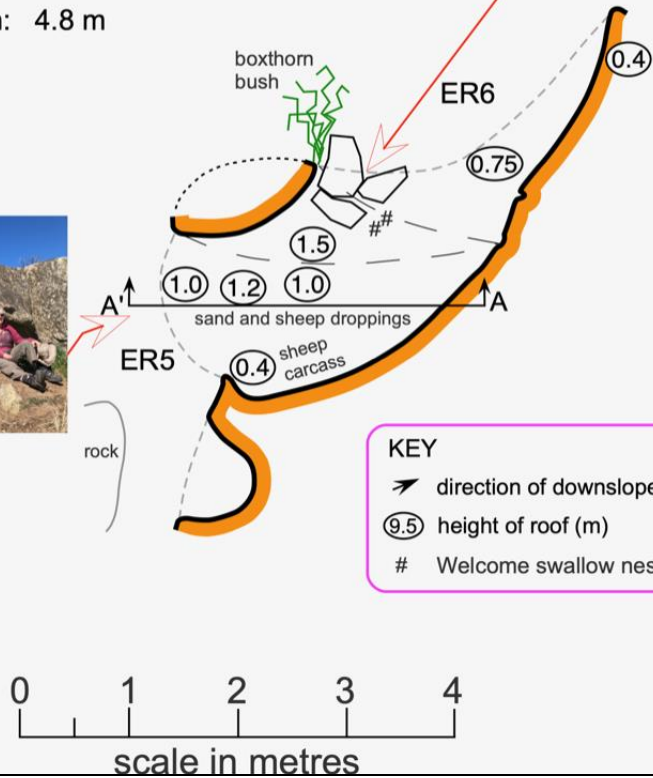 4.8 m
boxthorn
bush
ER6
0.4
0.75
##
1.5
1.0
1.2
1.0
A'
A
sand and sheep droppings
ER5
0.4
sheep
carcass
rock
KEY
direction of downslope
9.5 height of roof (m)
# Welcome swallow nes
0 1 2 3 4
scale in metres